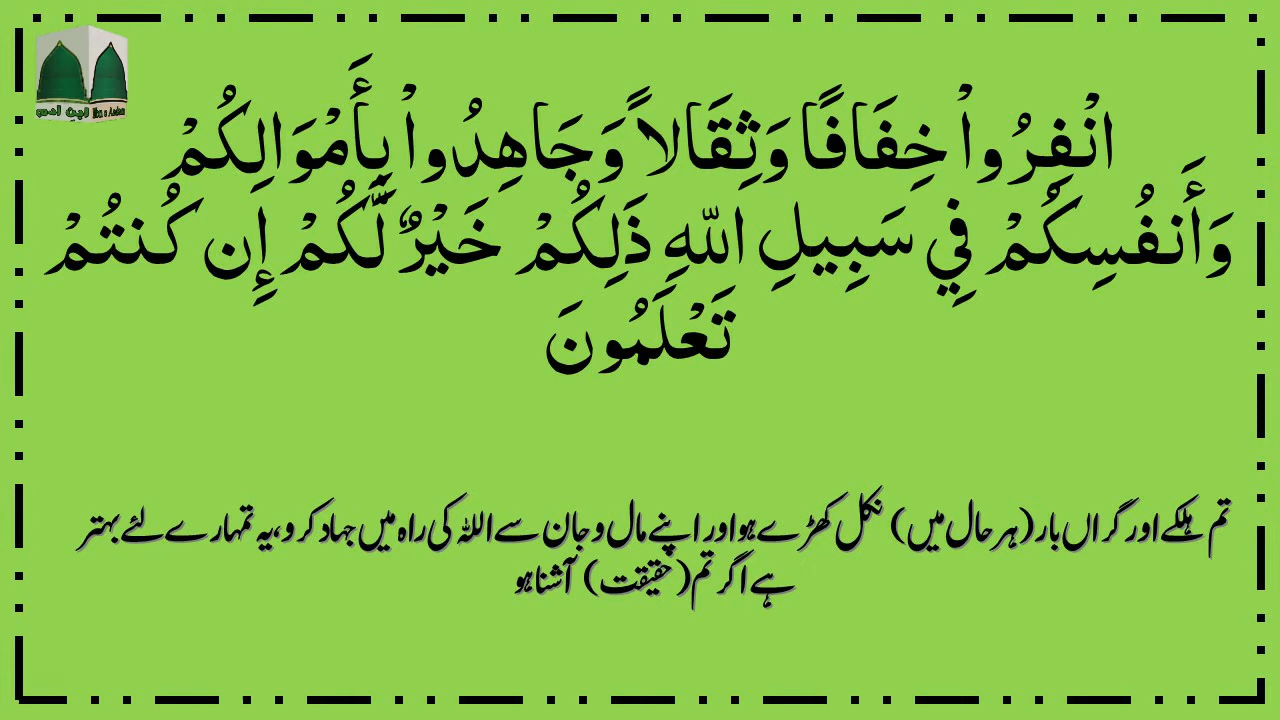 انْفِرُواْ خِفَافًا وَثِقَالاً وَجَاهِدُواْ بِأَمْوَالِكُمْ
وَأَنفُسِكُمْ فِي سَبِيلِ اللّهِ ذَلِكُمْ خَيْرٌ لَّكُمْ إِن كُنتُمْ
تَعْلَمُونَ
تم ہلکے اور گراں بار (ہر حال میں) نکل کھڑے ہو اور اپنے مال و جان سے اللہ کی راہ میں جہاد کرو، یہ تمہارے لئے بہتر
ہے اگر تم (حقیقت) آشنا ہو